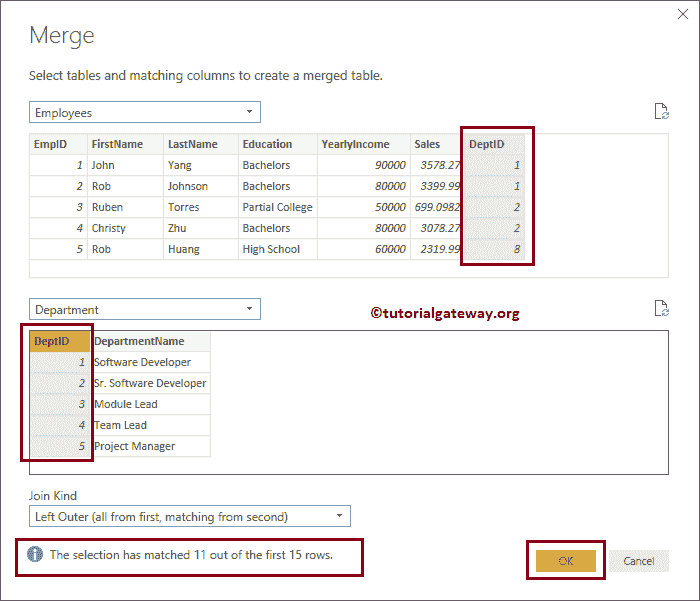 Merge
Select tables and matching columns to create a merged table.
Employees
EmpID FirstName LastName Education YearlyIncome Sales DeptID
1 John Yang Bachelors 90000 3578.27 1
2 Rob Johnson Bachelors 80000 3399.99 1
3 Ruben Torres Partial College 50000 699.0982 2
4 Christy Zhu Bachelors 80000 3078.27 2
5 Rob Huang High School 60000 2319.99 8
Department
©tutorialgateway.org
DeptID DepartmentName
1 Software Developer
2 Sr. Software Developer
3 Module Lead
4 Team Lead
5 Project Manager
Join Kind
Left Outer (all from first, matching from second)
The selection has matched 11 out of the first 15 rows.
OK Cancel